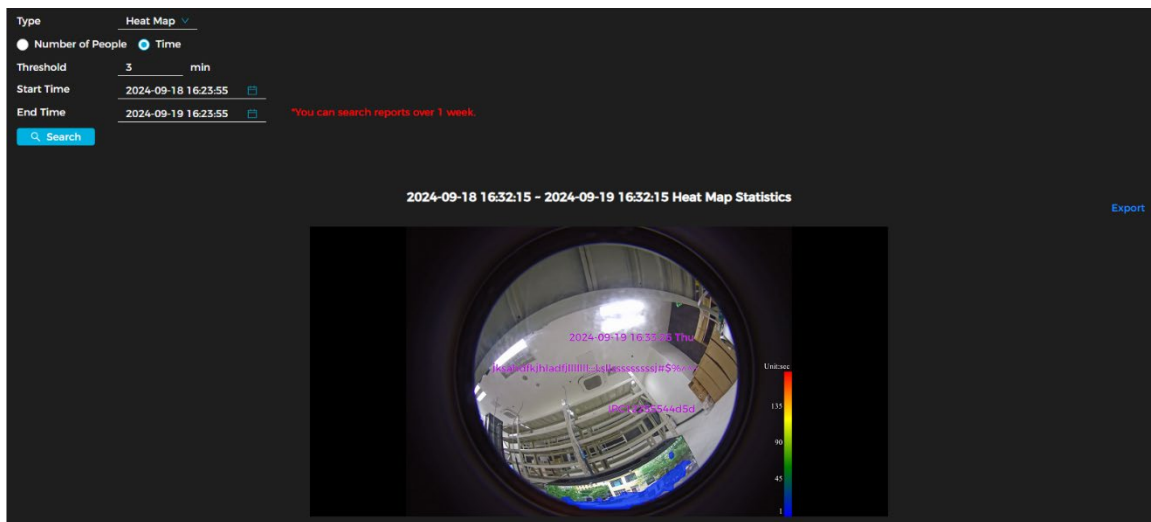 Type Heat Map
Number of People Time
Threshold 3 min
Start Time 2024-09-18 16:23:55
End Time 2024-09-19 16:23:55 *You can search reports over 1 week.
Search
2024-09-18 16:32:15 - 2024-09-19 16:32:15 Heat Map Statistics
Export
2024-09-19 Thu
Unit:sec
135
90
45
1